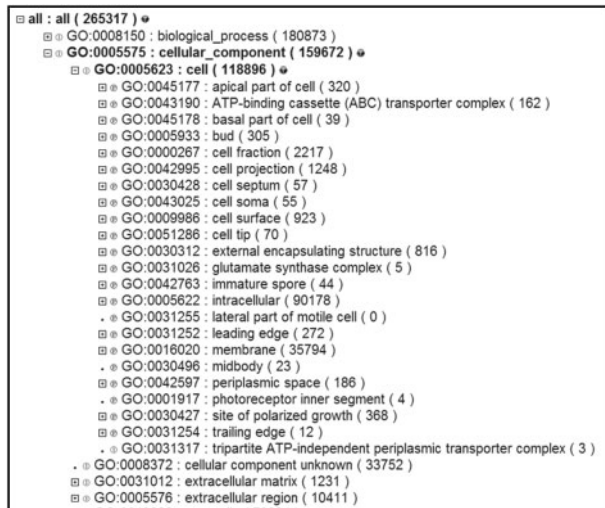 all : all ( 265317 )
GO:0008150 : biological_process ( 180873 )
GO:0005575 : cellular_component ( 159672 )
GO:0005623 : cell ( 118896 )
GO:0045177 : apical part of cell ( 320 )
GO:0043190 : ATP-binding cassette (ABC) transporter complex ( 162 )
GO:0045178 : basal part of cell ( 39 )
GO:0005933 : bud ( 305 )
GO:0000267 : cell fraction ( 2217 )
GO:0042995 : cell projection ( 1248 )
GO:0030428 : cell septum ( 57 )
GO:0043025 : cell soma ( 55 )
GO:0009986 : cell surface ( 923 )
GO:0051286 : cell tip ( 70 )
GO:0030312 : external encapsulating structure ( 816 )
GO:0031026 : glutamate synthase complex ( 5 )
GO:0042763 : immature spore ( 44 )
GO:0005622 : intracellular ( 90178 )
GO:0031255 : lateral part of motile cell ( 0 )
GO:0031252 : leading edge ( 272 )
GO:0016020 : membrane ( 35794 )
GO:0030496 : midbody ( 23 )
GO:0042597 : periplasmic space ( 186 )
GO:0001917 : photoreceptor inner segment ( 4 )
GO:0030427 : site of polarized growth ( 368 )
GO:0031254 : trailing edge ( 12 )
GO:0031317 : tripartite ATP-independent periplasmic transporter complex ( 3 )
GO:0008372 : cellular component unknown ( 33752 )
GO:0031012 : extracellular matrix ( 1231 )
GO:0005576 : extracellular region ( 10411 )